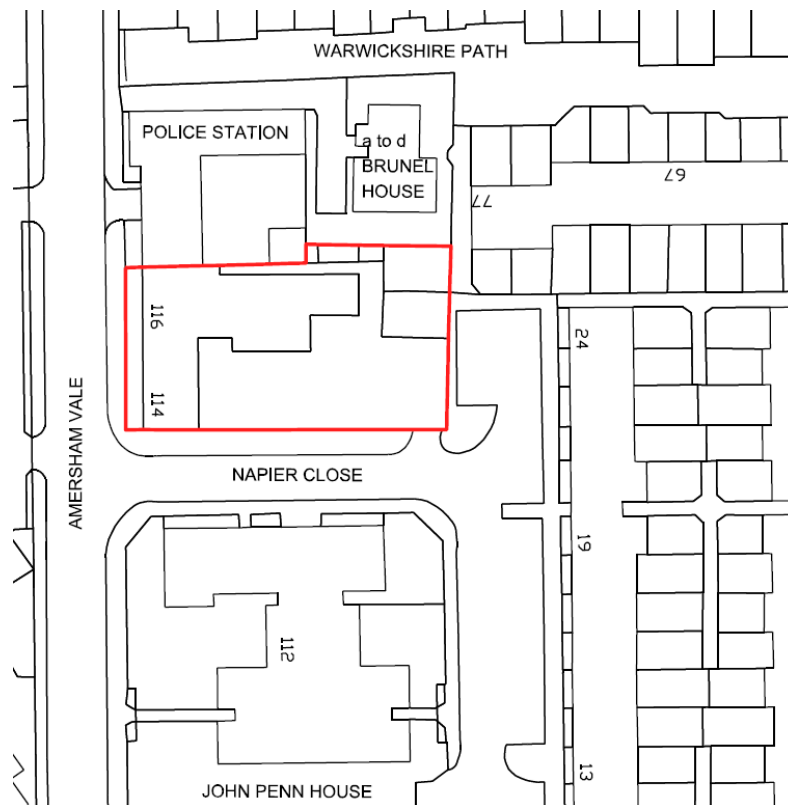 WARWICKSHIRE PATH
POLICE STATION
a to d
BRUNEL
HOUSE
67
77
116
24
114
AMERSHAM VALE
NAPIER CLOSE
19
112
13
JOHN PENN HOUSE